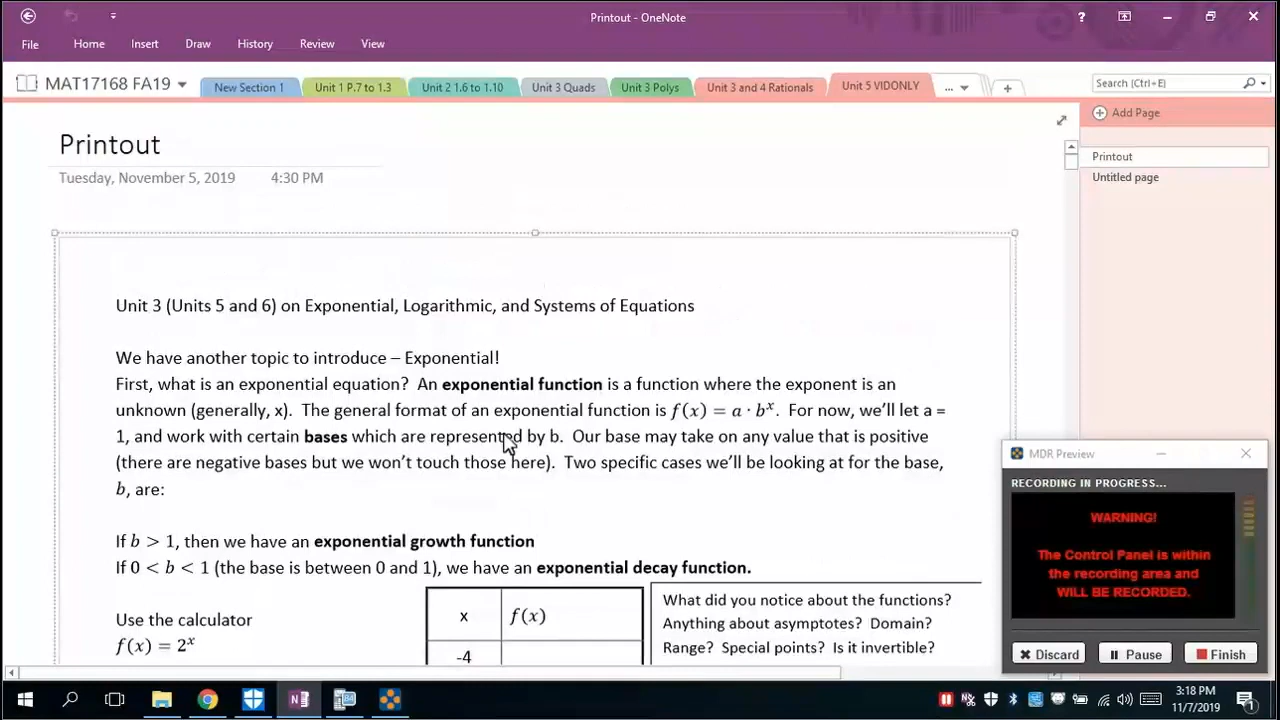 Printout - OneNote
?
File
Home
Insert
Draw
History
Review
View
MAT17168 FA19
New Section 1
Unit 1 P.7 to 1.3
Unit 2 1.6 to 1.10
Unit 3 Quads
Unit 3 Polys
Unit 3 and 4 Rationals
Unit 5 VIDONLY
...
+
Search (Ctrl+E)
Add Page
Printout
Untitled page
Printout
Tuesday, November 5, 2019 4:30 PM
Unit 3 (Units 5 and 6) on Exponential, Logarithmic, and Systems of Equations
We have another topic to introduce – Exponential!
First, what is an exponential equation? An exponential function is a function where the exponent is an
unknown (generally, x). The general format of an exponential function is f(x) = a · bˣ. For now, we'll let a =
1, and work with certain bases which are represented by b. Our base may take on any value that is positive
(there are negative bases but we won't touch those here). Two specific cases we'll be looking at for the base,
b, are:
If b > 1, then we have an exponential growth function
If 0 < b < 1 (the base is between 0 and 1), we have an exponential decay function.
Use the calculator
f(x) = 2ˣ
x f(x)
-4
What did you notice about the functions?
Anything about asymptotes? Domain?
Range? Special points? Is it invertible?
MDR Preview
RECORDING IN PROGRESS...
WARNING!
The Control Panel is within
the recording area and
WILL BE RECORDED.
Discard
Pause
Finish
3:18 PM
11/7/2019
1